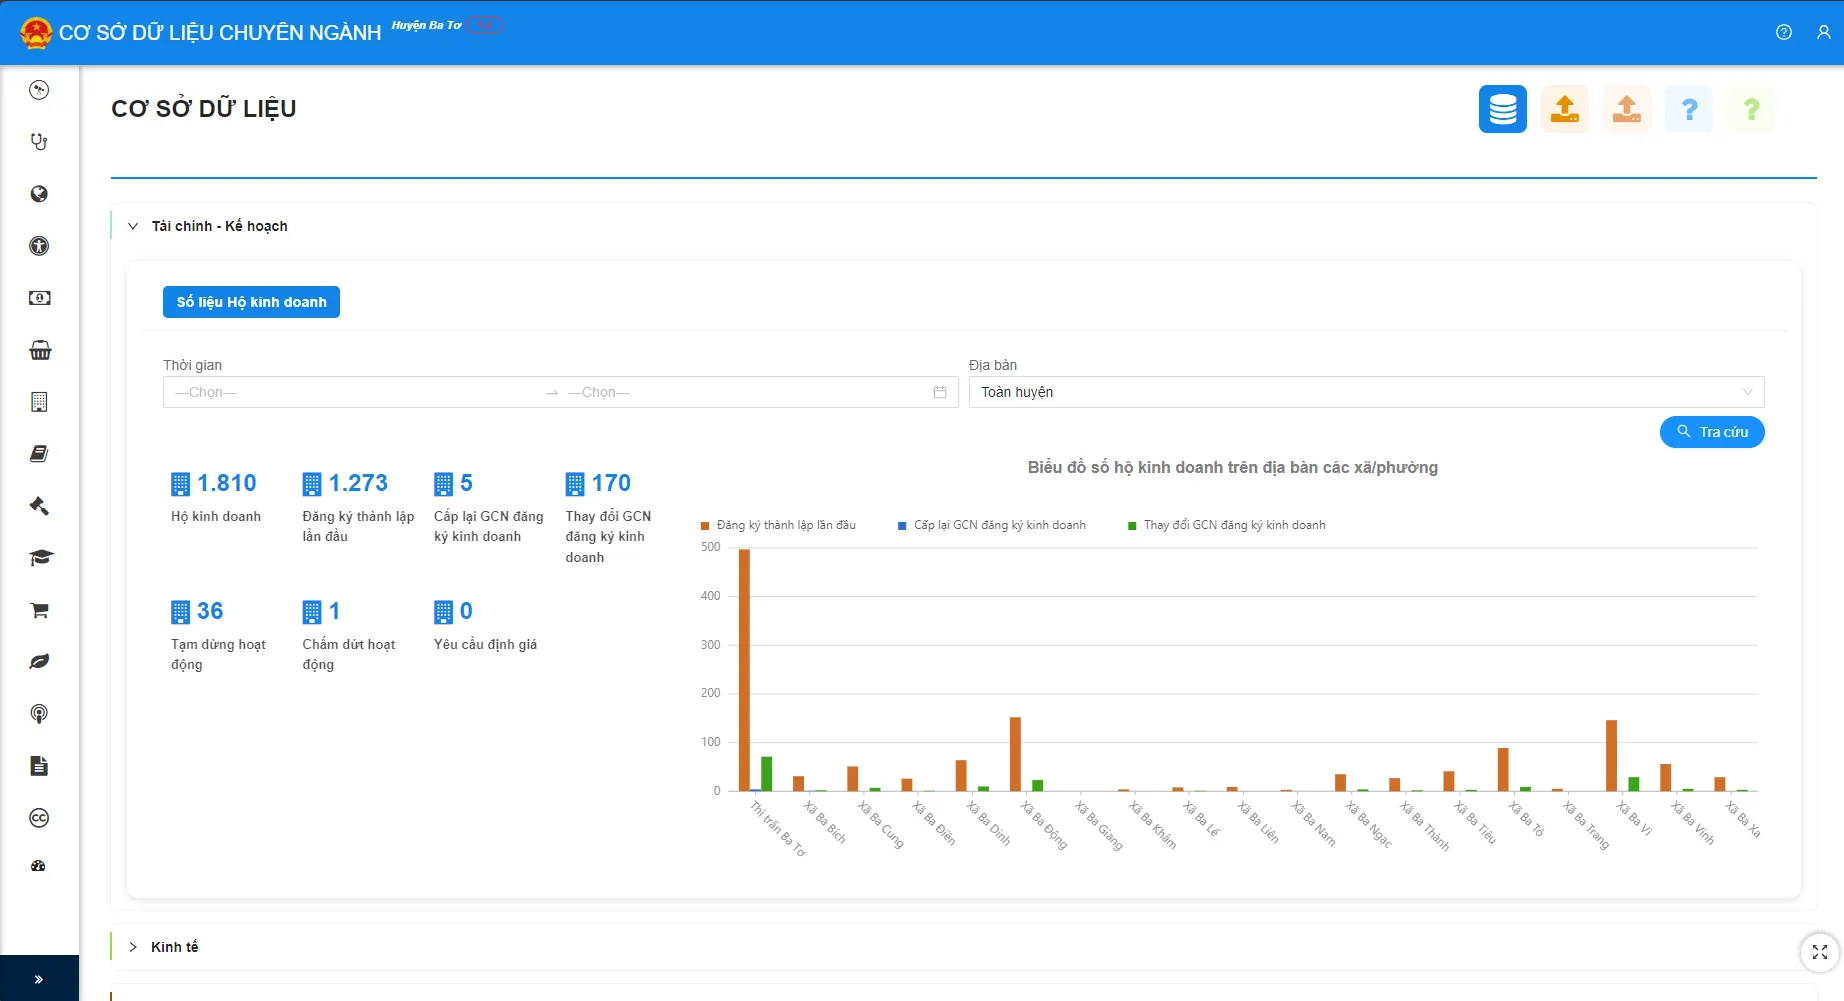 CƠ SỞ DỮ LIỆU CHUYÊN NGÀNH
Huyện Ba Tơ
CƠ SỞ DỮ LIỆU
Tài chính - Kế hoạch
Số liệu Hộ kinh doanh
Thời gian
Địa bàn
---Chọn---
---Chọn---
Toàn huyện
Tra cứu
1.810
1.273
5
170
Hộ kinh doanh
Đăng ký thành lập
lần đầu
Cấp lại GCN đăng
ký kinh doanh
Thay đổi GCN
đăng ký kinh
doanh
36
1
0
Tạm dừng hoạt
động
Chấm dứt hoạt
động
Yêu cầu định giá
Biểu đồ số hộ kinh doanh trên địa bàn các xã/phường
Đăng ký thành lập lần đầu
Cấp lại GCN đăng ký kinh doanh
Thay đổi GCN đăng ký kinh doanh
500
400
300
200
100
0
Thị trấn Ba Tơ
Xã Ba Bích
Xã Ba Cung
Xã Ba Điền
Xã Ba Dinh
Xã Ba Động
Xã Ba Giang
Xã Ba Khâm
Xã Ba Lế
Xã Ba Liên
Xã Ba Nam
Xã Ba Ngạc
Xã Ba Thành
Xã Ba Tiêu
Xã Ba Tô
Xã Ba Trang
Xã Ba Vì
Xã Ba Vinh
Xã Ba Xa
Kinh tế